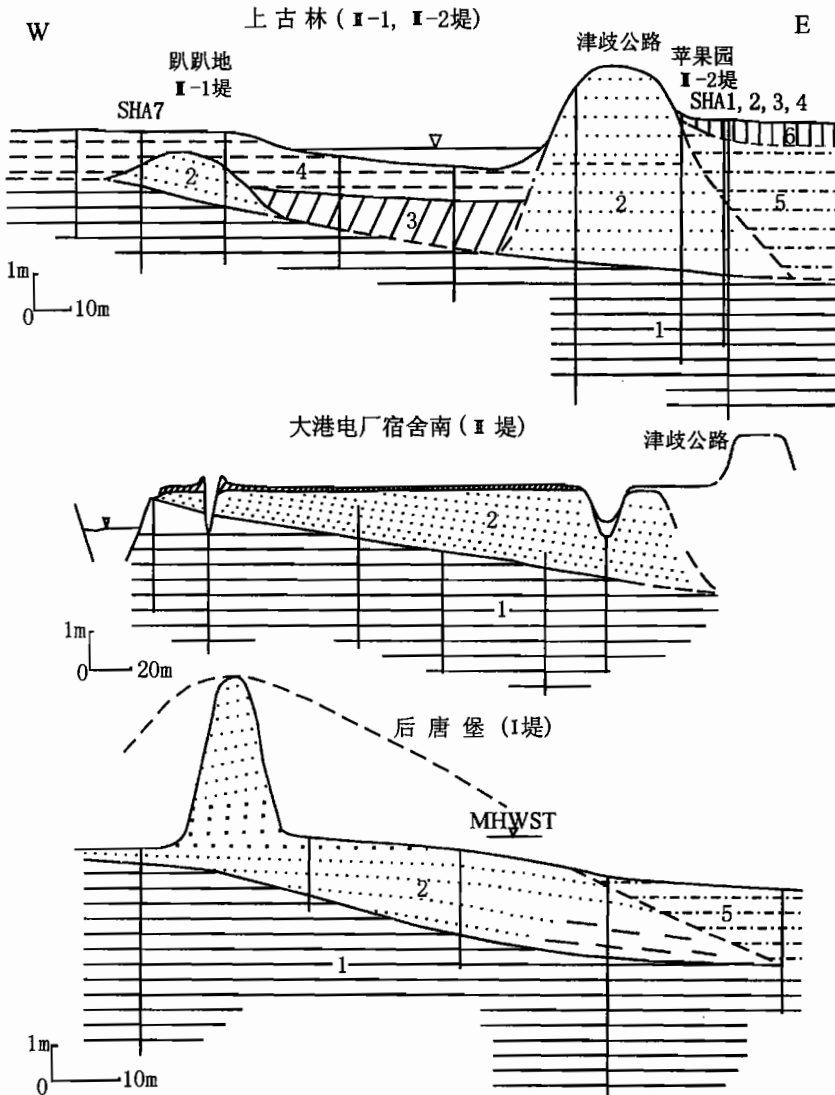 W
上古林(Ⅱ-1, Ⅱ-2堤)
E
津歧公路
趴趴地
Ⅱ-1堤
苹果园
Ⅱ-2堤
SHA7
SHA1, 2, 3, 4
6
4
2
2
5
3
1m
0
10m
1
大港电厂宿舍南(Ⅱ 堤)
津歧公路
2
1
1m
0
20m
后唐堡(Ⅰ堤)
MHWST
2
5
1
1m
0
10m